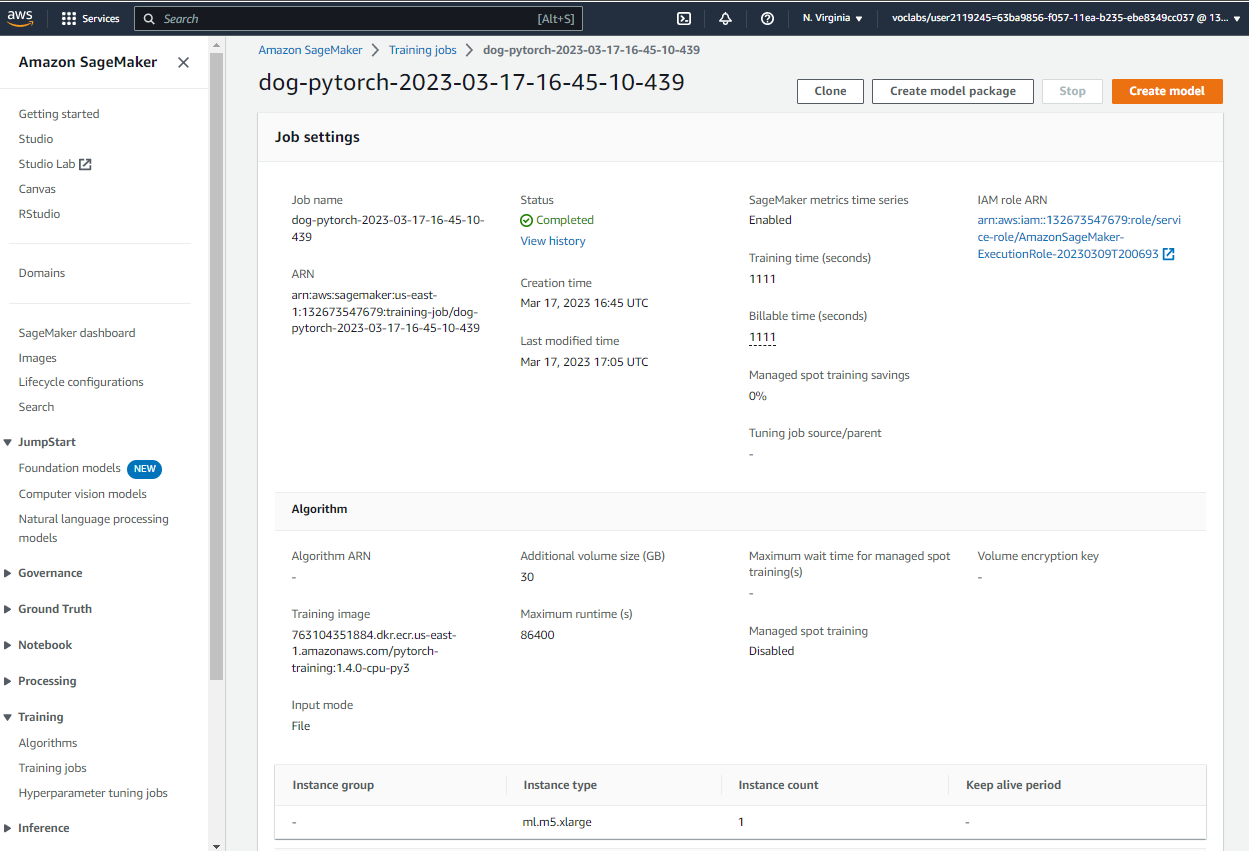 aws
Services
Search
[Alt+S]
N. Virginia
voclabs/user2119245=63ba9856-f057-11ea-b235-ebe8349cc037 @ 13...
Amazon SageMaker
Getting started
Studio
Studio Lab
Canvas
RStudio
Domains
SageMaker dashboard
Images
Lifecycle configurations
Search
JumpStart
Foundation models NEW
Computer vision models
Natural language processing
models
Governance
Ground Truth
Notebook
Processing
Training
Algorithms
Training jobs
Hyperparameter tuning jobs
Inference
Amazon SageMaker
Training jobs
dog-pytorch-2023-03-17-16-45-10-439
dog-pytorch-2023-03-17-16-45-10-439
Clone
Create model package
Stop
Create model
Job settings
Job name
dog-pytorch-2023-03-17-16-45-10-
439
ARN
arn:aws:sagemaker:us-east-
1:132673547679:training-job/dog-
pytorch-2023-03-17-16-45-10-439
Status
Completed
View history
Creation time
Mar 17, 2023 16:45 UTC
Last modified time
Mar 17, 2023 17:05 UTC
SageMaker metrics time series
Enabled
Training time (seconds)
1111
Billable time (seconds)
1111
Managed spot training savings
0%
Tuning job source/parent
-
IAM role ARN
arn:aws:iam::132673547679:role/servi
ce-role/AmazonSageMaker-
ExecutionRole-20230309T200693
Algorithm
Algorithm ARN
-
Training image
763104351884.dkr.ecr.us-east-
1.amazonaws.com/pytorch-
training:1.4.0-cpu-py3
Input mode
File
Additional volume size (GB)
30
Maximum runtime (s)
86400
Maximum wait time for managed spot
training(s)
-
Managed spot training
Disabled
Volume encryption key
-
Instance group
Instance type
Instance count
Keep alive period
-
ml.m5.xlarge
1
-